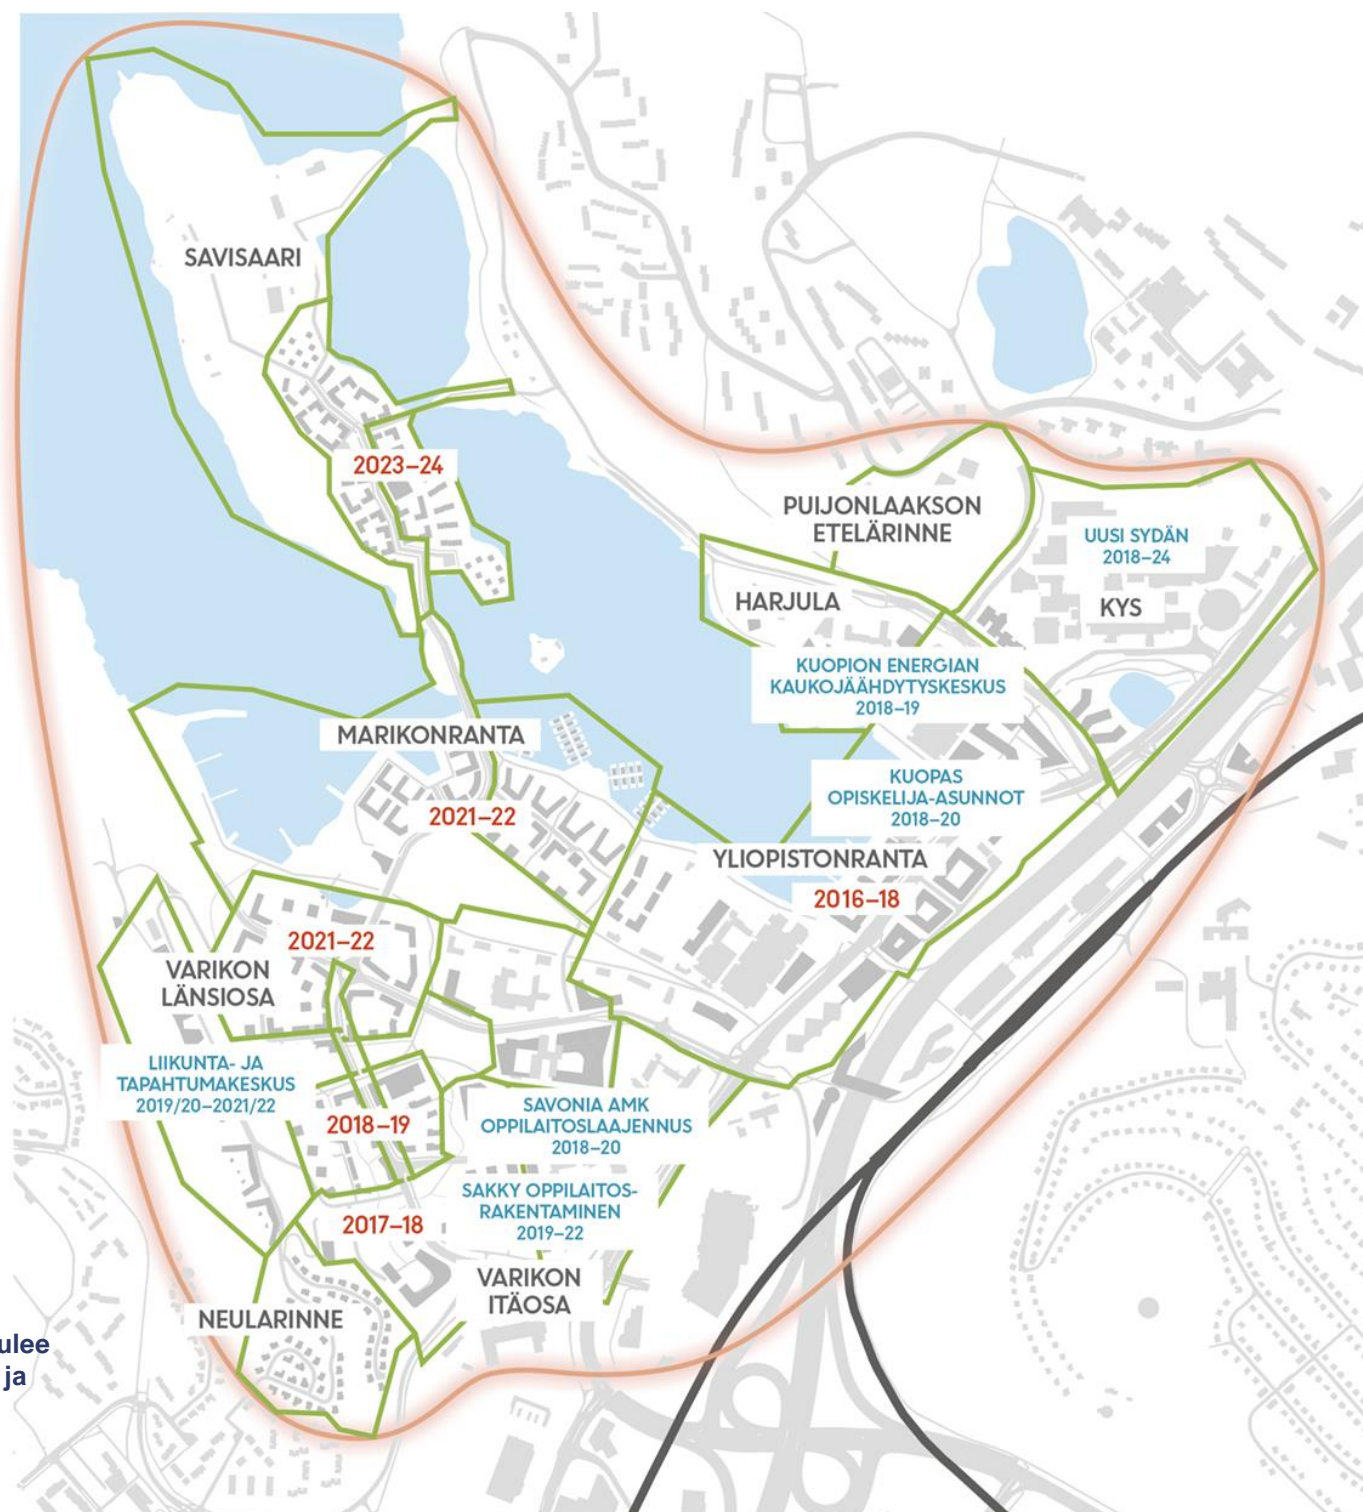 SAVISAARI
2023–24
PUIJONLAAKSON
ETELÄRINNE
UUSI SYDÄN
2018–24
HARJULA
KYS
KUOPION ENERGIAN
KAUKOJÄÄHDYTYSKESKUS
2018–19
MARIKONRANTA
KUOPAS
OPISKELIJA-ASUNNOT
2018–20
2021–22
YLIOPISTONRANTA
2016–18
2021–22
VARIKON
LÄNSIOSA
LIIKUNTA- JA
TAPAHTUMAKESKUS
2019/20–2021/22
2018–19
SAVONIA AMK
OPPILAITOSLAAJENNUS
2018–20
SAKKY OPPILAITOS-
RAKENTAMINEN
2019–22
2017–18
VARIKON
ITÄOSA
NEULARINNE
ulee
ja